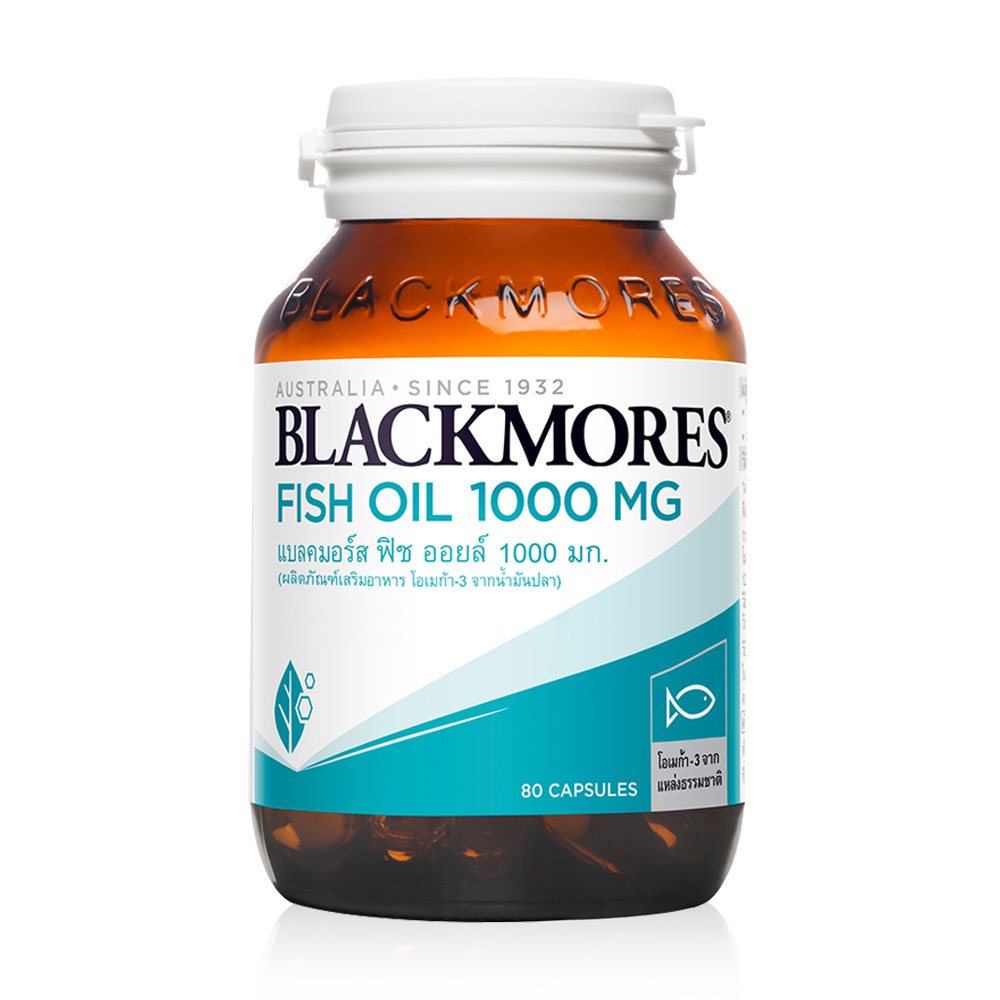 BLACKMORES
AUSTRALIA • SINCE 1932
BLACKMORES®
FISH OIL 1000 MG
แบลคมอร์ส ฟิช ออยล์ 1000 มก.
(ผลิตภัณฑ์เสริมอาหาร โอเมก้า-3 จากน้ำมันปลา)
80 CAPSULES
โอเมก้า-3 จาก
แหล่งธรรมชาติ